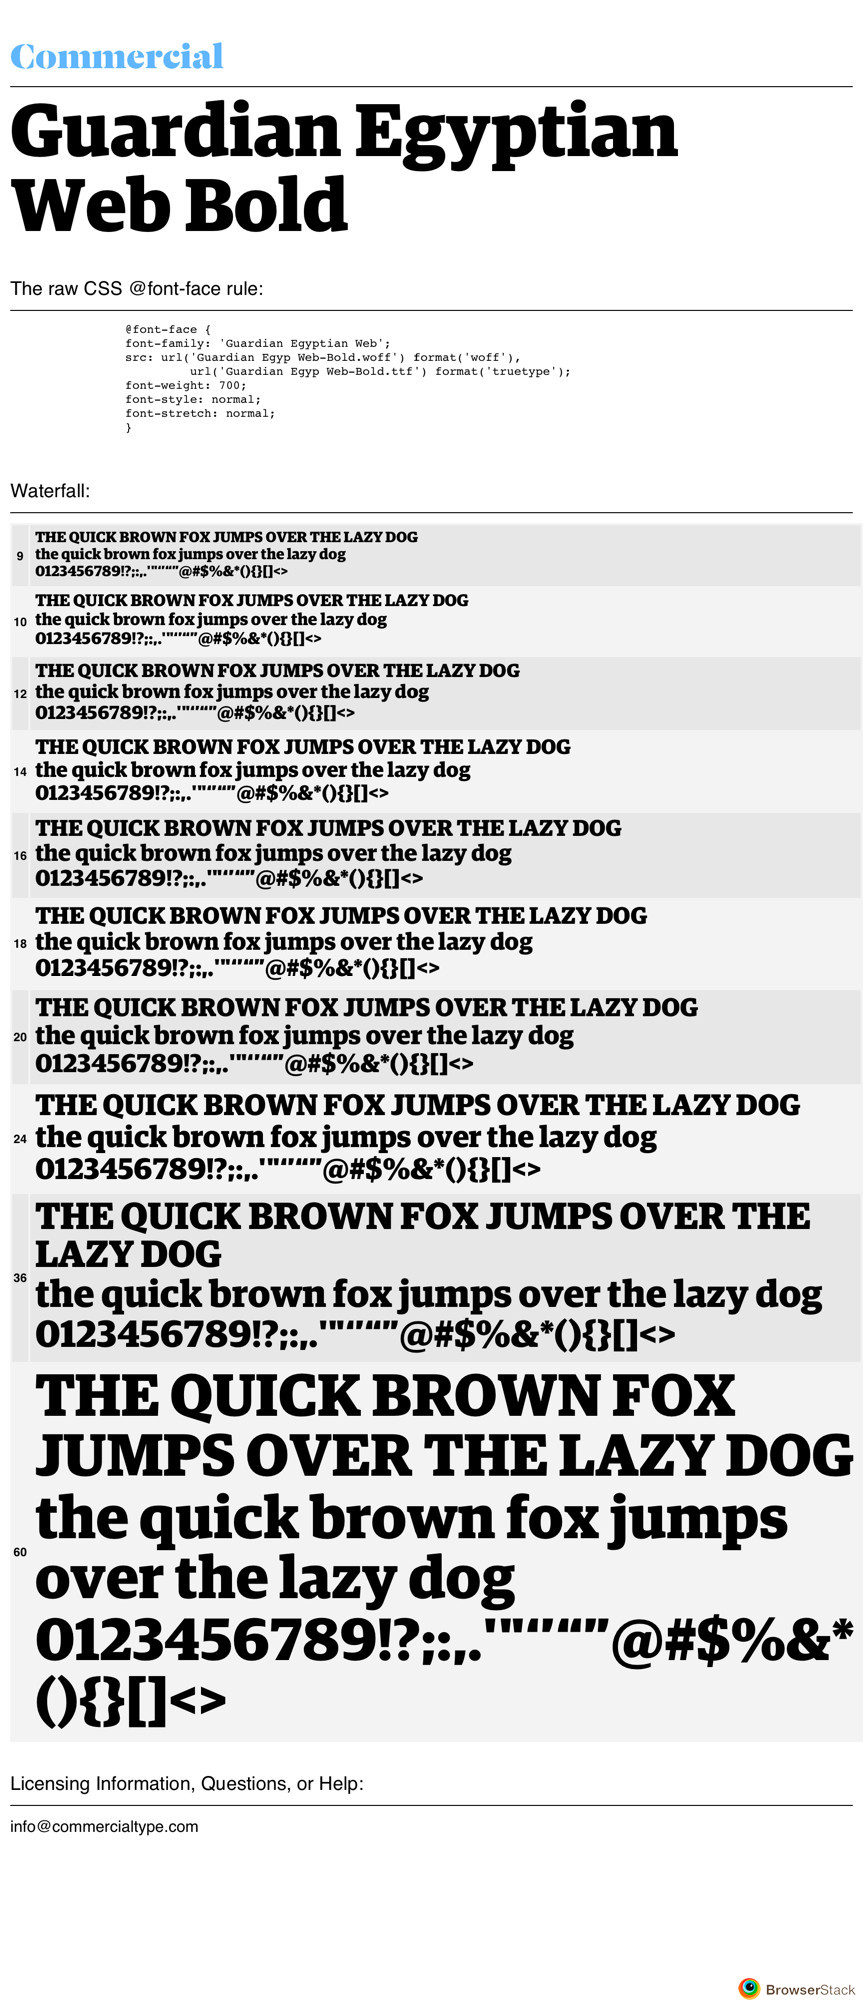 Commercial
Guardian Egyptian
Web Bold
The raw CSS @font-face rule:
@font-face {
font-family: 'Guardian Egyptian Web';
src: url('Guardian Egyp Web-Bold.woff') format('woff'),
url('Guardian Egyp Web-Bold.ttf') format('truetype');
font-weight: 700;
font-style: normal;
font-stretch: normal;
}
Waterfall:
THE QUICK BROWN FOX JUMPS OVER THE LAZY DOG
9 the quick brown fox jumps over the lazy dog
0123456789!?;:,.'"‘’“”@#$%&*(){}[]<>
THE QUICK BROWN FOX JUMPS OVER THE LAZY DOG
10 the quick brown fox jumps over the lazy dog
0123456789!?;:,.'"‘’“”@#$%&*(){}[]<>
THE QUICK BROWN FOX JUMPS OVER THE LAZY DOG
12 the quick brown fox jumps over the lazy dog
0123456789!?;:,.'"‘’“”@#$%&*(){}[]<>
THE QUICK BROWN FOX JUMPS OVER THE LAZY DOG
14 the quick brown fox jumps over the lazy dog
0123456789!?;:,.'"‘’“”@#$%&*(){}[]<>
THE QUICK BROWN FOX JUMPS OVER THE LAZY DOG
16 the quick brown fox jumps over the lazy dog
0123456789!?;:,.'"‘’“”@#$%&*(){}[]<>
THE QUICK BROWN FOX JUMPS OVER THE LAZY DOG
18 the quick brown fox jumps over the lazy dog
0123456789!?;:,.'"‘’“”@#$%&*(){}[]<>
THE QUICK BROWN FOX JUMPS OVER THE LAZY DOG
20 the quick brown fox jumps over the lazy dog
0123456789!?;:,.'"‘’“”@#$%&*(){}[]<>
THE QUICK BROWN FOX JUMPS OVER THE LAZY DOG
24 the quick brown fox jumps over the lazy dog
0123456789!?;:,.'"‘’“”@#$%&*(){}[]<>
THE QUICK BROWN FOX JUMPS OVER THE
LAZY DOG
36 the quick brown fox jumps over the lazy dog
0123456789!?;:,.'"‘’“”@#$%&*(){}[]<>
THE QUICK BROWN FOX
JUMPS OVER THE LAZY DOG
the quick brown fox jumps
60 over the lazy dog
0123456789!?;:,.'"‘’“”@#$%&*
(){}[]<>
Licensing Information, Questions, or Help:
info@commercialtype.com
BrowserStack